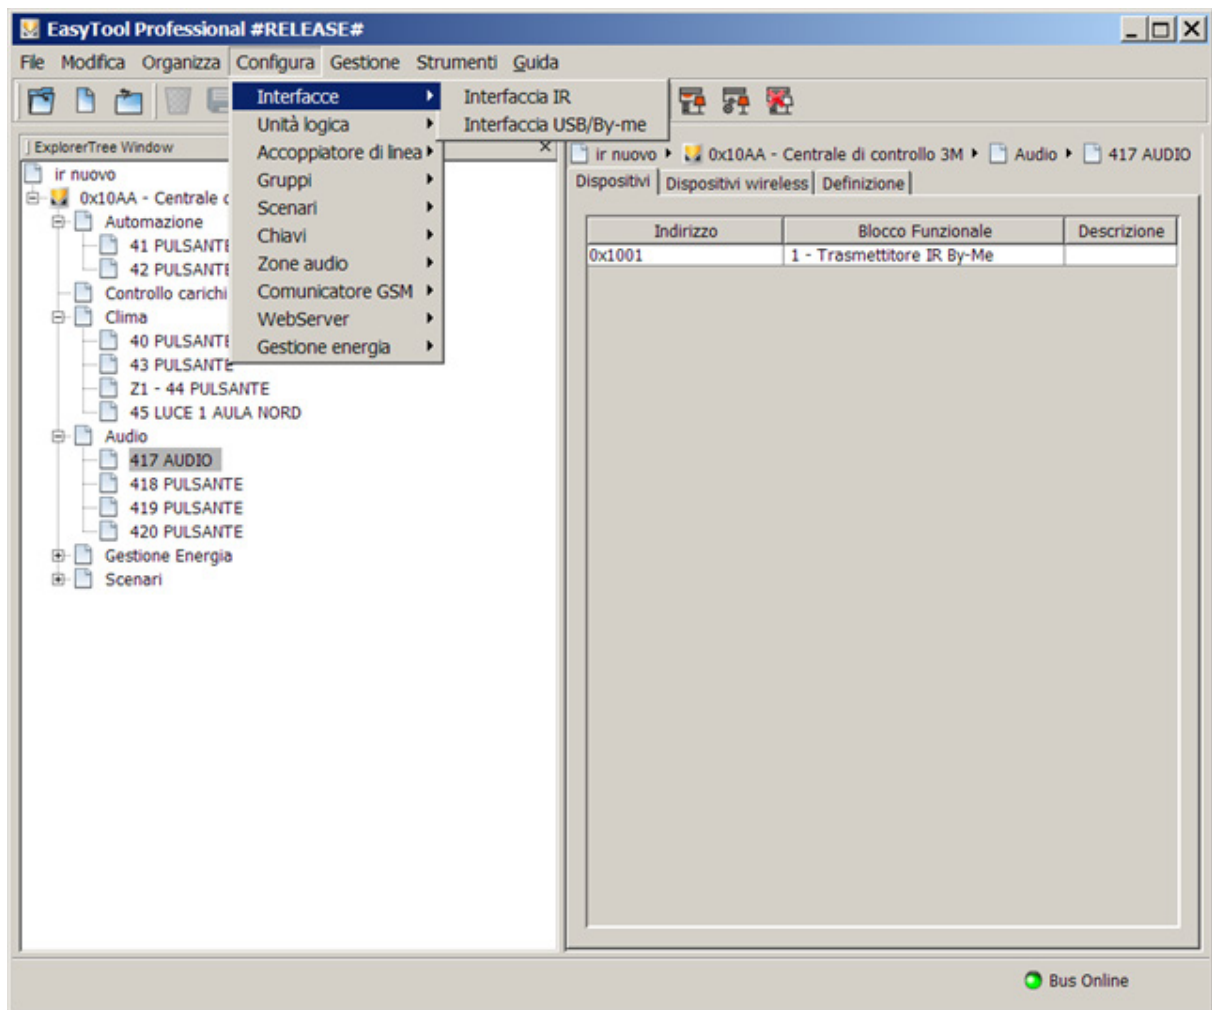 EasyTool Professional #RELEASE#
File Modifica Organizza Configura Gestione Strumenti Guida
Interfacce
Unità logica
Accoppiatore di linea
Gruppi
Scenari
Chiavi
Zone audio
Comunicatore GSM
WebServer
Gestione energia
Interfaccia IR
Interfaccia USB/By-me
ExplorerTree Window
ir nuovo
0x10AA - Centrale
Automazione
41 PULSANTE
42 PULSANTE
Controllo carichi
Clima
40 PULSANTE
43 PULSANTE
Z1 - 44 PULSANTE
45 LUCE 1 AULA NORD
Audio
417 AUDIO
418 PULSANTE
419 PULSANTE
420 PULSANTE
Gestione Energia
Scenari
ir nuovo 0x10AA - Centrale di controllo 3M Audio 417 AUDIO
Dispositivi Dispositivi wireless Definizione
Indirizzo Blocco Funzionale Descrizione
0x1001 1 - Trasmettitore IR By-Me
Bus Online